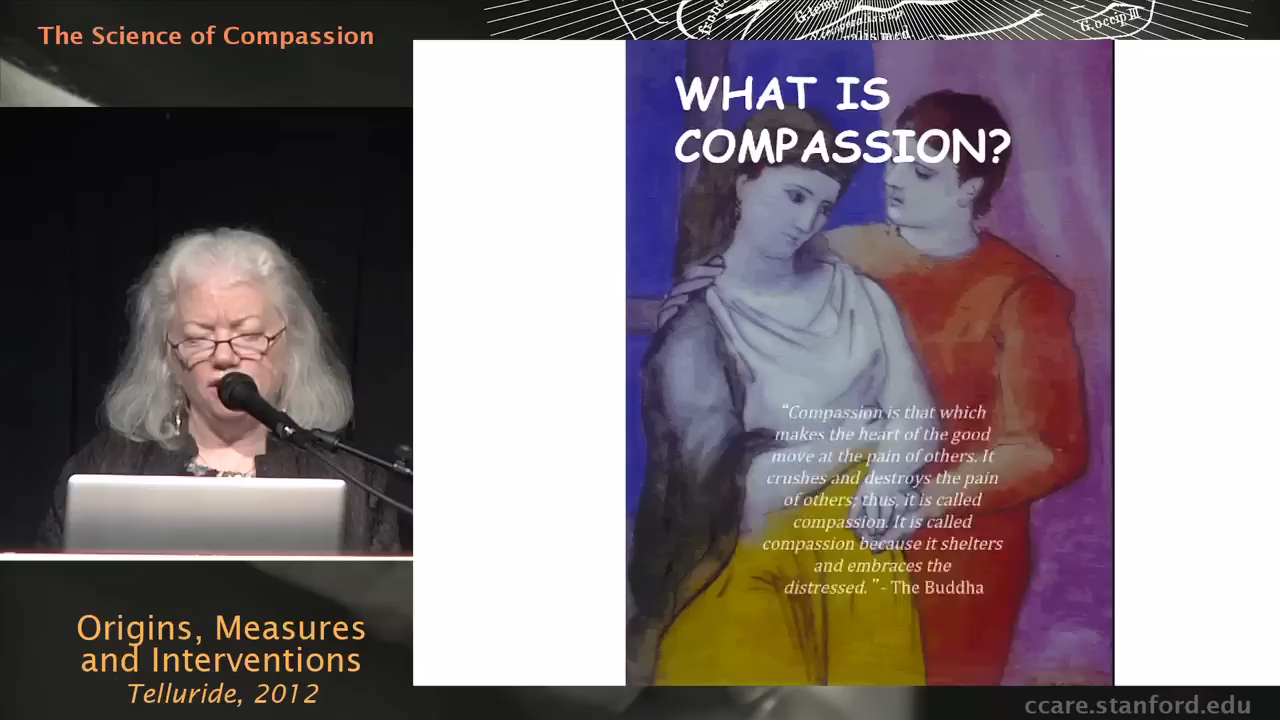 The Science of Compassion
G.occip III
WHAT IS
COMPASSION?
"Compassion is that which
makes the heart of the good
move at the pain of others. It
crushes and destroys the pain
of others; thus, it is called
compassion. It is called
compassion because it shelters
and embraces the
distressed." - The Buddha
Origins, Measures
and Interventions
Telluride, 2012
ccare.stanford.edu